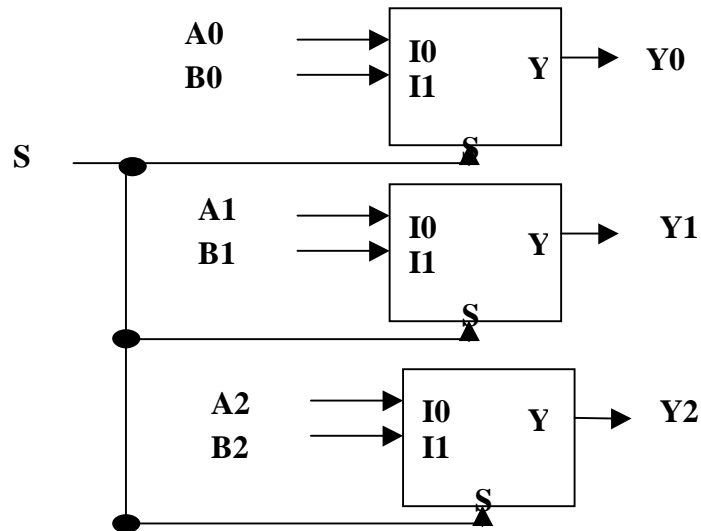 A0 I0 Y Y0
B0 I1
S S
A1 I0 Y Y1
B1 I1
S
A2 I0 Y Y2
B2 I1
S